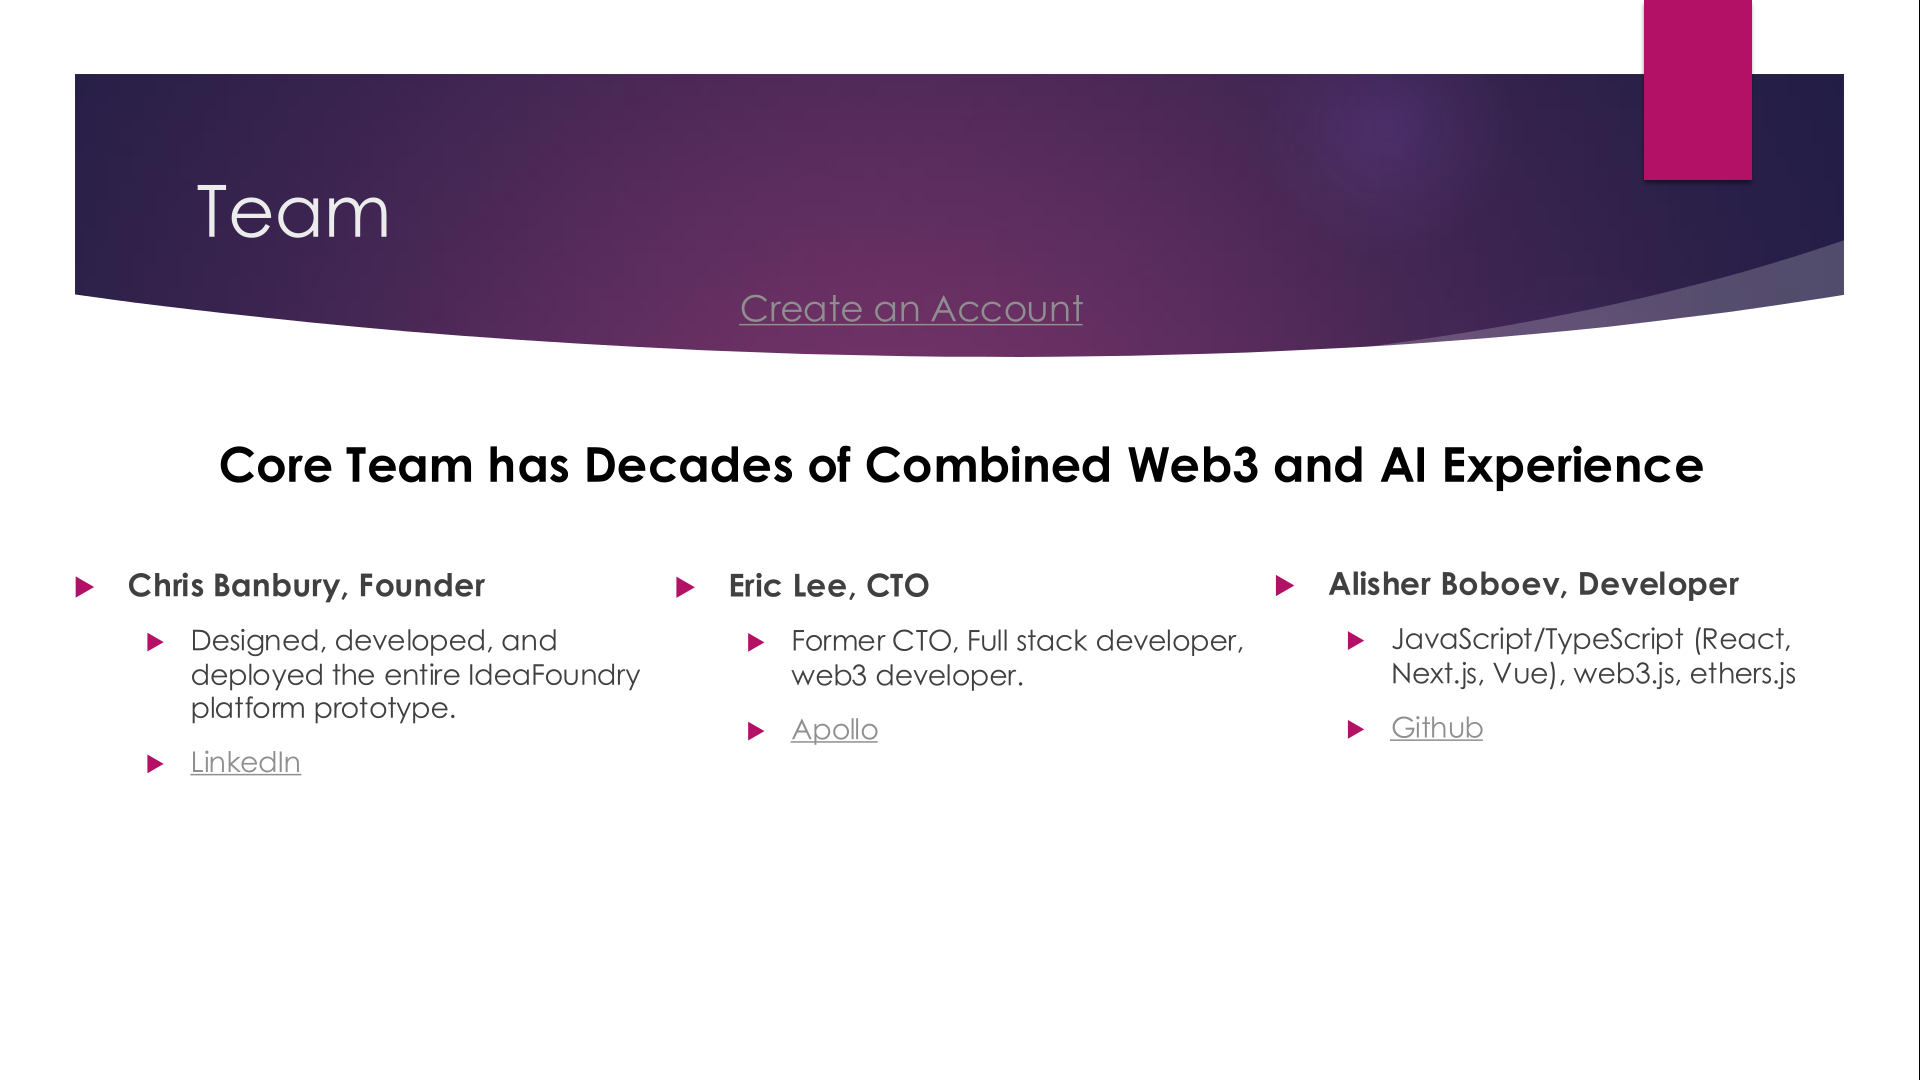 Team
Create an Account
Core Team has Decades of Combined Web3 and AI Experience
Chris Banbury, Founder
Designed, developed, and
deployed the entire IdeaFoundry
platform prototype.
LinkedIn
Eric Lee, CTO
Former CTO, Full stack developer,
web3 developer.
Apollo
Alisher Boboev, Developer
JavaScript/TypeScript (React,
Next.js, Vue), web3.js, ethers.js
Github